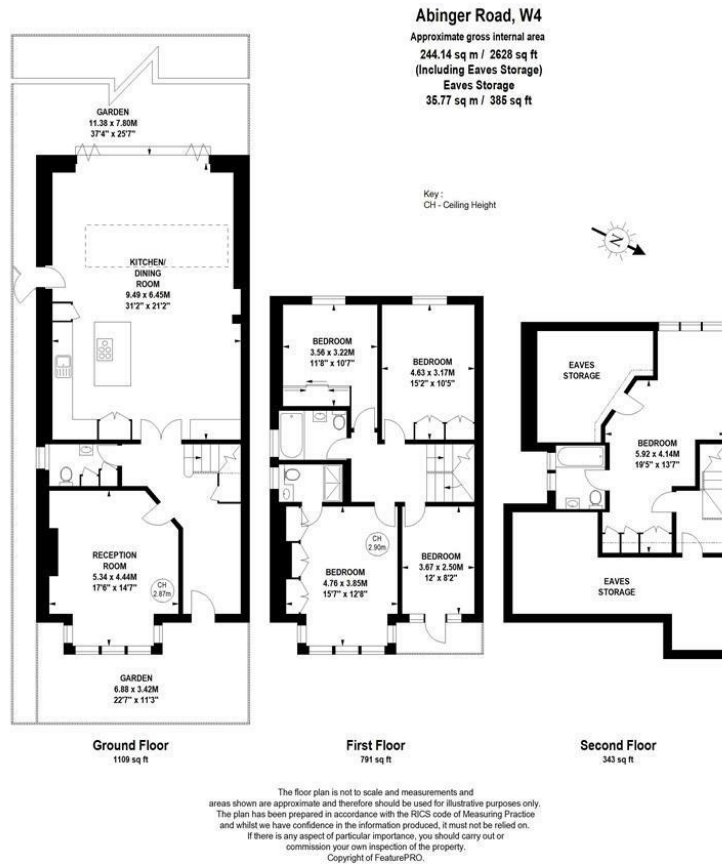 Abinger Road, W4
Approximate gross internal area
244.14 sq m / 2628 sq ft
(Including Eaves Storage)
Eaves Storage
35.77 sq m / 385 sq ft
Key :
CH - Ceiling Height
N
GARDEN
11.38 x 7.80M
37'4" x 25'7"
KITCHEN/
DINING
ROOM
9.49 x 6.45M
31'2" x 21'2"
RECEPTION
ROOM
5.34 x 4.44M
17'6" x 14'7"
CH
2.87m
GARDEN
6.88 x 3.42M
22'7" x 11'3"
Ground Floor
1109 sq ft
BEDROOM
3.56 x 3.22M
11'8" x 10'7"
BEDROOM
4.63 x 3.17M
15'2" x 10'5"
BEDROOM
4.76 x 3.85M
15'7" x 12'8"
CH
2.90m
BEDROOM
3.67 x 2.50M
12' x 8'2"
First Floor
791 sq ft
EAVES
STORAGE
BEDROOM
5.92 x 4.14M
19'5" x 13'7"
EAVES
STORAGE
Second Floor
343 sq ft
The floor plan is not to scale and measurements and
areas shown are approximate and therefore should be used for illustrative purposes only.
The plan has been prepared in accordance with the RICS code of Measuring Practice
and whilst we have confidence in the information produced, it must not be relied on.
If there is any aspect of particular importance, you should carry out or
commission your own inspection of the property.
Copyright of FeaturePRO.